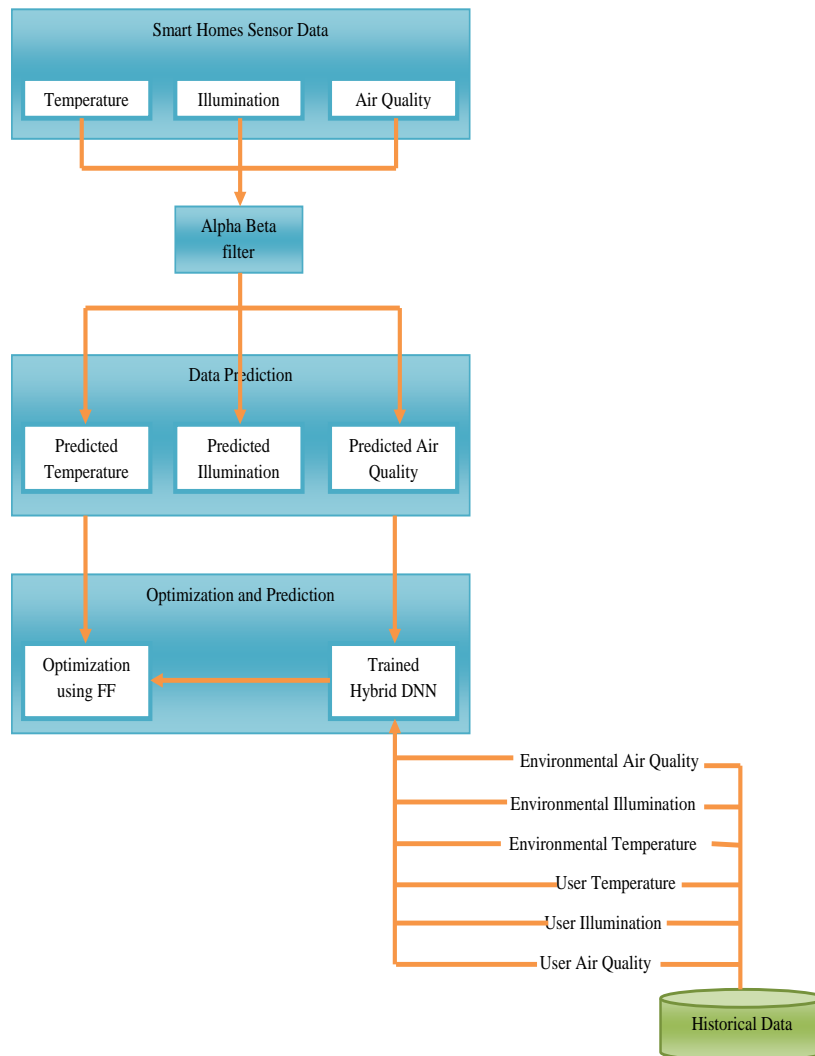 Smart Homes Sensor Data
Temperature
Illumination
Air Quality
Alpha Beta
filter
Data Prediction
Predicted
Temperature
Predicted
Illumination
Predicted Air
Quality
Optimization and Prediction
Optimization
using FF
Trained
Hybrid DNN
Environmental Air Quality
Environmental Illumination
Environmental Temperature
User Temperature
User Illumination
User Air Quality
Historical Data